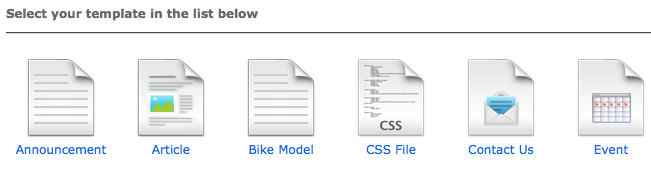 Select your template in the list below
CSS
Announcement Article Bike Model CSS File Contact Us Event